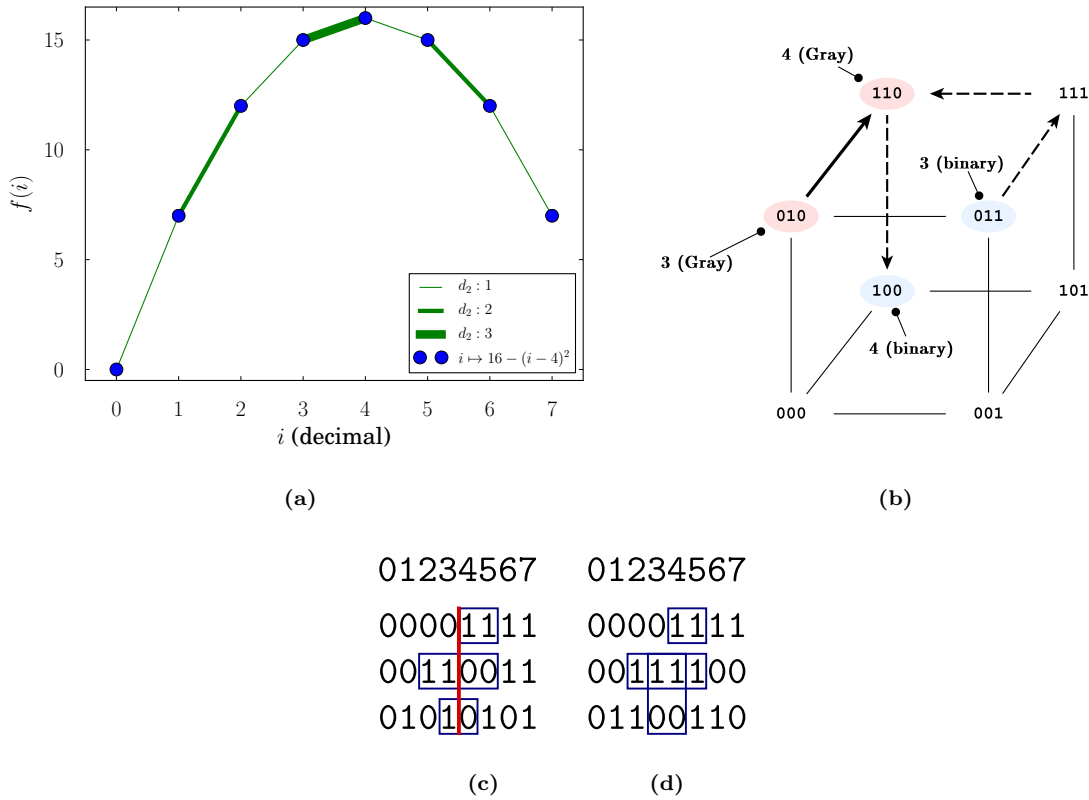 15
10
5
0
f(i)
0 1 2 3 4 5 6 7
i (decimal)
d₂ : 1
d₂ : 2
d₂ : 3
i ↦ 16 − (i − 4)²
(a)
4 (Gray)
110
111
3 (binary)
010
011
3 (Gray)
100
101
4 (binary)
000
001
(b)
01234567
00001111
00110011
01010101
(c)
01234567
00001111
00111100
01100110
(d)